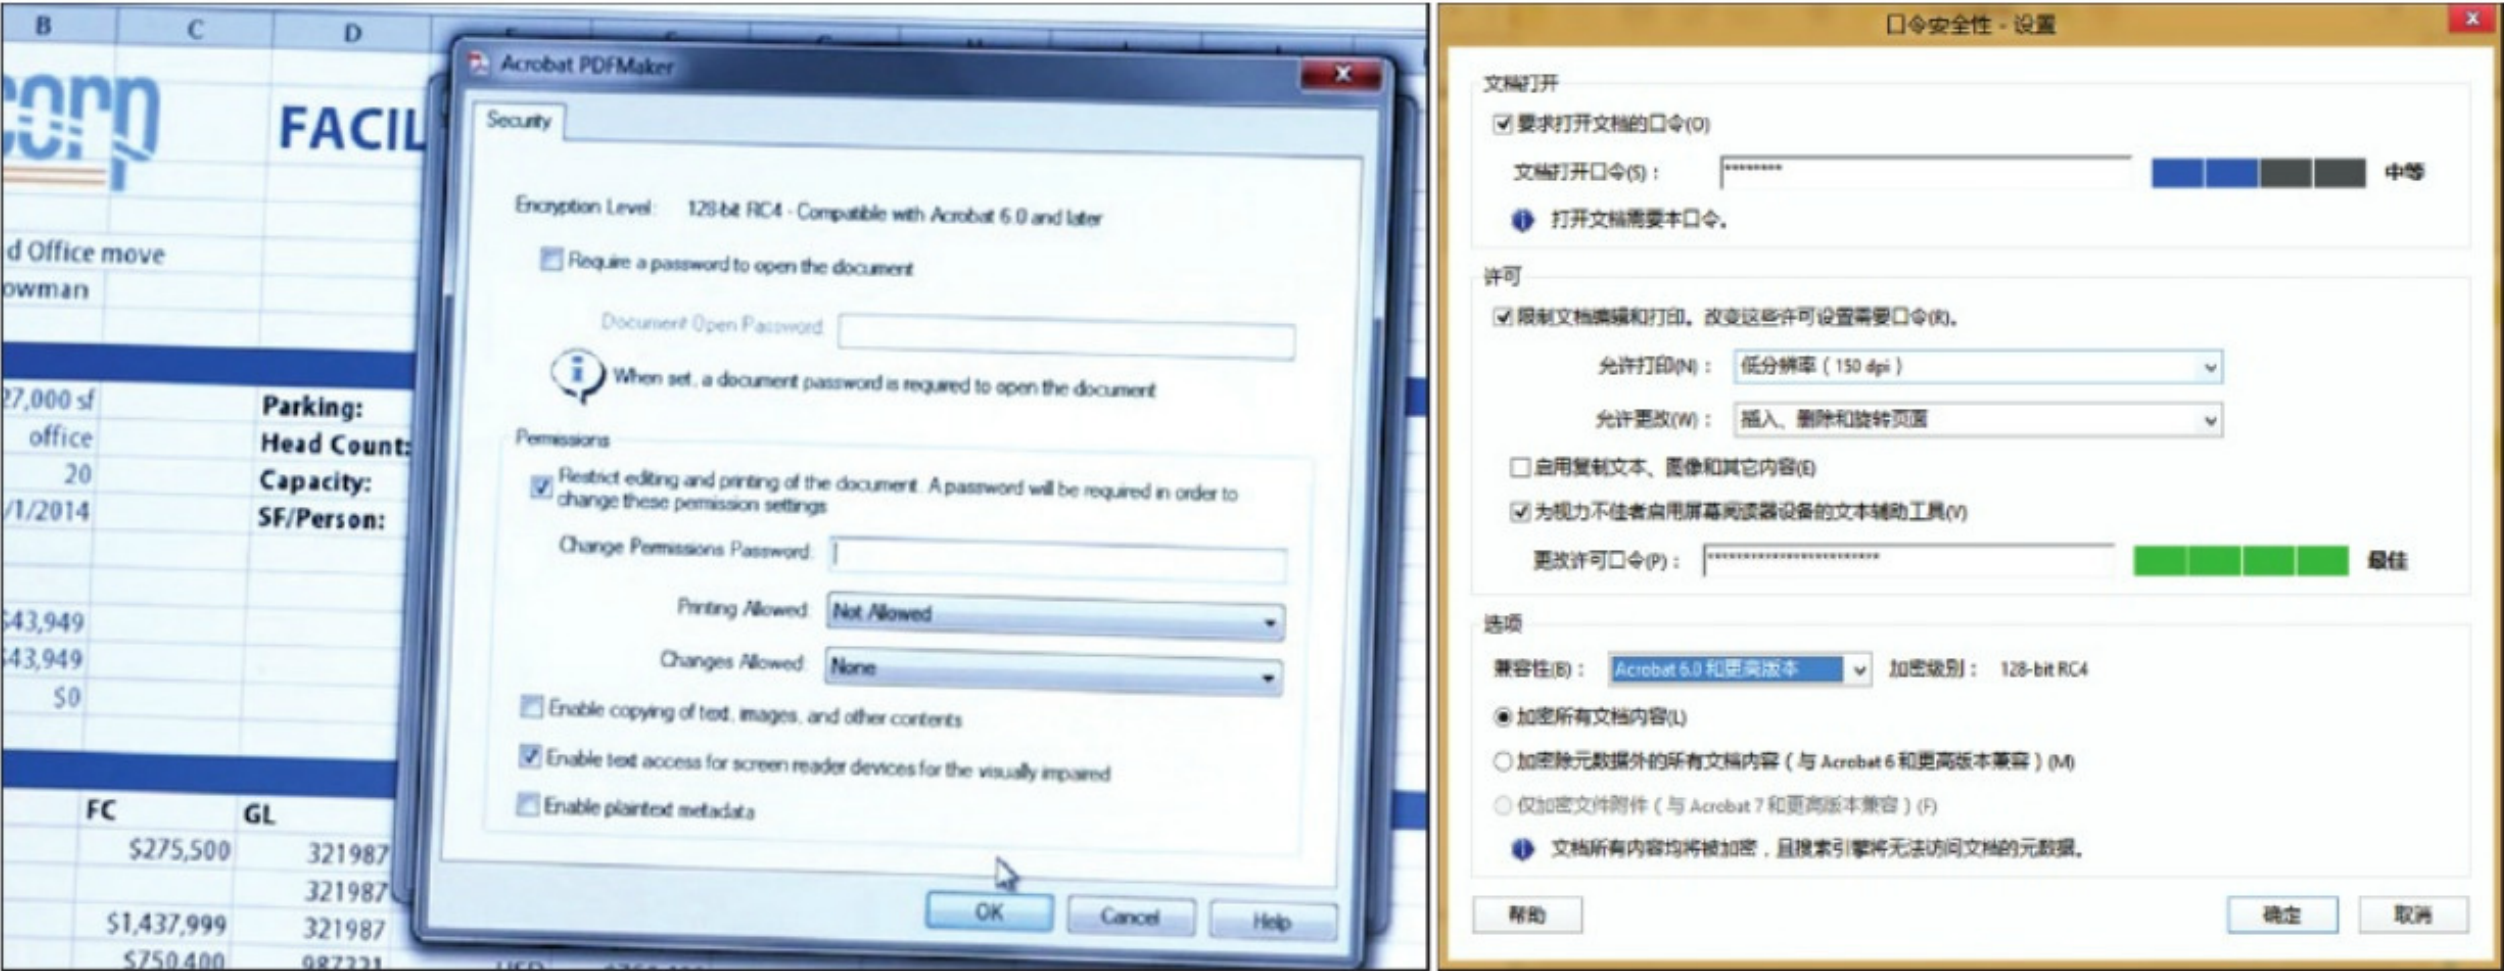 B C D
corp
FACIL
d Office move
owman
27,000 sf Parking:
office Head Count:
20 Capacity:
/1/2014 SF/Person:
$43,949
$43,949
$0
FC GL
$275,500 321987
321987
$1,437,999 321987
$750,400 987321
Acrobat PDFMaker
Security
Encryption Level: 128-bit RC4 - Compatible with Acrobat 6.0 and later
Require a password to open the document
Document Open Password
When set, a document password is required to open the document
Permissions
Restrict editing and printing of the document. A password will be required in order to
change these permission settings
Change Permissions Password:
Printing Allowed: Not Allowed
Changes Allowed: None
Enable copying of text, images, and other contents
Enable text access for screen reader devices for the visually impaired
Enable plaintext metadata
OK Cancel Help
口令安全性 - 设置
文档打开
要求打开文档的口令(O)
文档打开口令(S)： ******** 中等
打开文档需要本口令。
许可
限制文档编辑和打印。改变这些许可设置需要口令(R)。
允许打印(N)： 低分辨率（150 dpi）
允许更改(W)： 插入、删除和旋转页面
启用复制文本、图像和其它内容(E)
为视力不佳者启用屏幕阅读器设备的文本辅助工具(V)
更改许可口令(P)： ************************ 最佳
选项
兼容性(B)： Acrobat 6.0 和更高版本 加密级别： 128-bit RC4
加密所有文档内容(L)
加密除元数据外的所有文档内容（与 Acrobat 6 和更高版本兼容）(M)
仅加密文件附件（与 Acrobat 7 和更高版本兼容）(F)
文档所有内容均将被加密，且搜索引擎将无法访问文档的元数据。
帮助 确定 取消